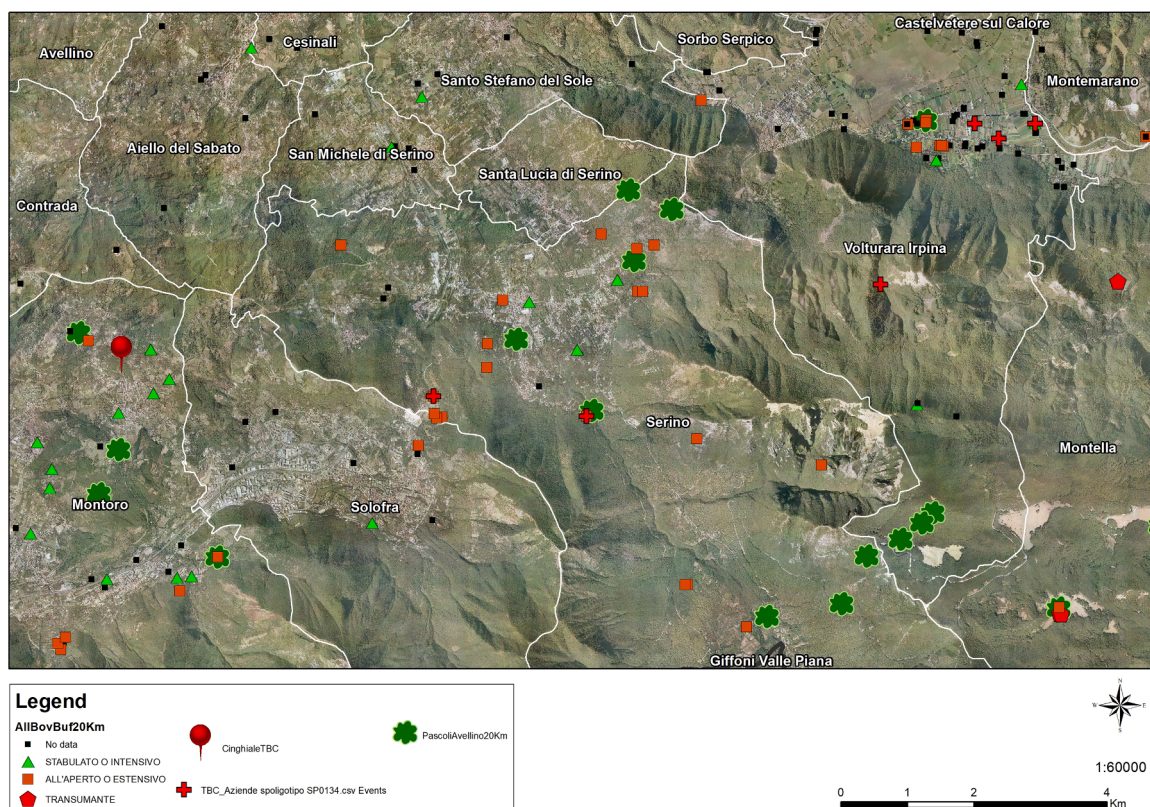 Castelvetere sul Calore
Cesinali
Sorbo Serpico
Avellino
Santo Stefano del Sole
Montemarano
Aiello del Sabato
San Michele di Serino
Santa Lucia di Serino
Contrada
Volturara Irpina
Serino
Montella
Montoro
Solofra
Giffoni Valle Piana
Legend
AllBovBuf20Km
No data
STABULATO O INTENSIVO
ALL'APERTO O ESTENSIVO
TRANSUMANTE
CinghialeTBC
TBC_Aziende spoligotipo SP0134.csv Events
PascoliAvellino20Km
N
W E
S
1:60000
0 1 2 4
Km